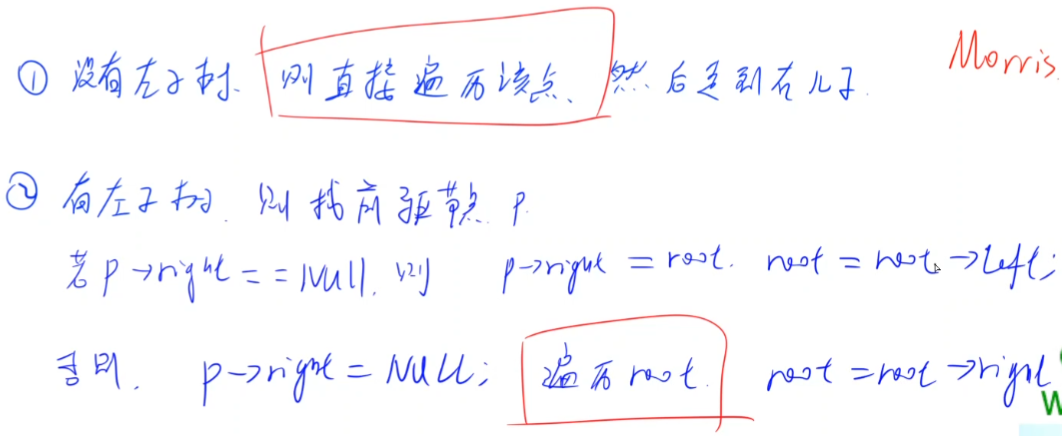 Morris
① 没有左子树、则直接遍历该点、然后走到右儿子.
② 有左子树. 则找前驱节点 P.
若 P→right == Null, 则 P→right = root. root = root→left;
否则. P→right = NULL; 遍历 root. root = root→right
W